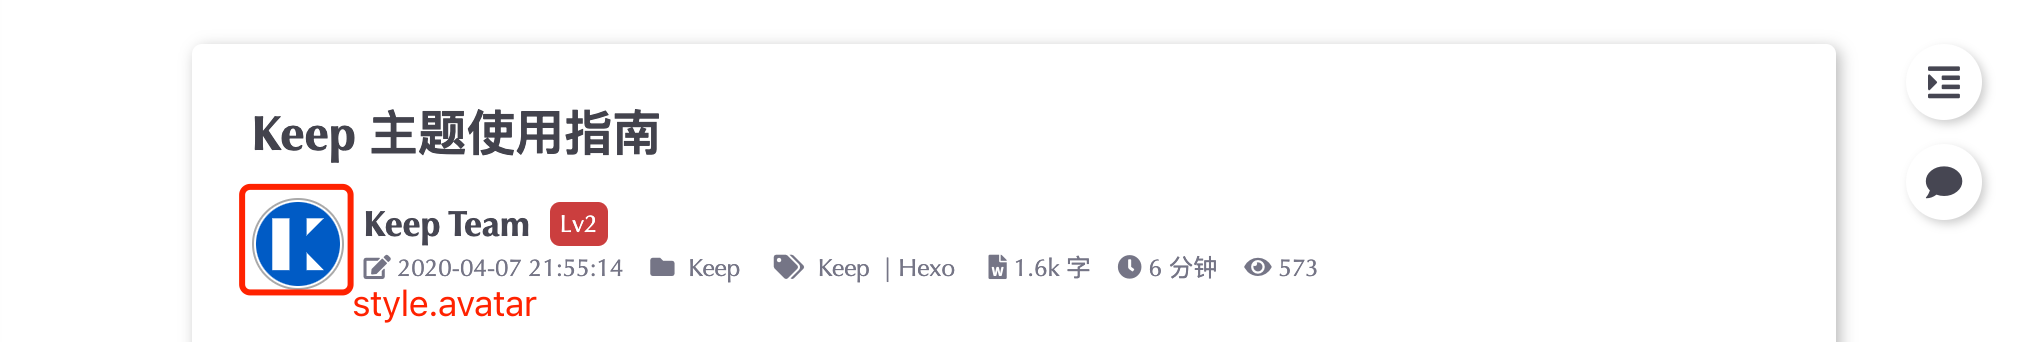 Keep 主题使用指南
Keep Team Lv2
2020-04-07 21:55:14 Keep Keep | Hexo 1.6k 字 6 分钟 573
style.avatar